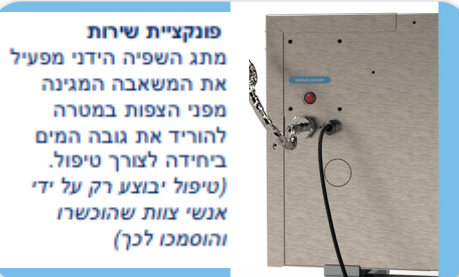 פונקציית שירות
מתג השפיה הידני מפעיל
את המשאבה המגינה
מפני הצפות במטרה
להוריד את גובה המים
ביחידה לצורך טיפול.
(טיפול יבוצע רק על ידי
אנשי צוות שהוכשרו
והוסמכו לכך)